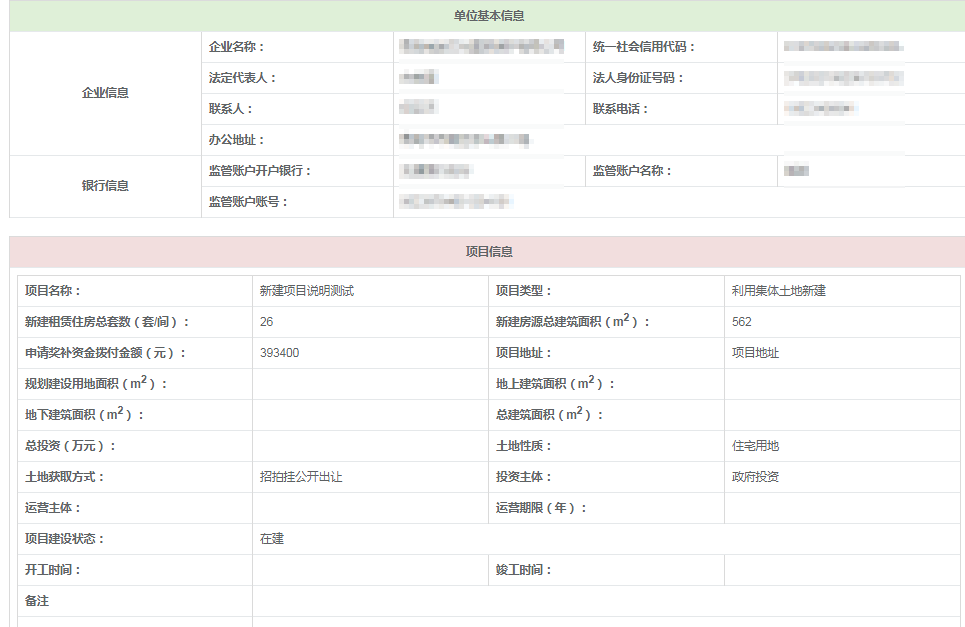 单位基本信息
企业信息
企业名称：
统一社会信用代码：
法定代表人：
法人身份证号码：
联系人：
联系电话：
办公地址：
银行信息
监管账户开户银行：
监管账户名称：
监管账户账号：
项目信息
项目名称： 新建项目说明测试 项目类型： 利用集体土地新建
新建租赁住房总套数（套/间）： 26 新建房源总建筑面积（m²）： 562
申请奖补资金拨付金额（元）： 393400 项目地址： 项目地址
规划建设用地面积（m²）： 地上建筑面积（m²）：
地下建筑面积（m²）： 总建筑面积（m²）：
总投资（万元）： 土地性质： 住宅用地
土地获取方式： 招拍挂公开出让 投资主体： 政府投资
运营主体： 运营期限（年）：
项目建设状态： 在建
开工时间： 竣工时间：
备注